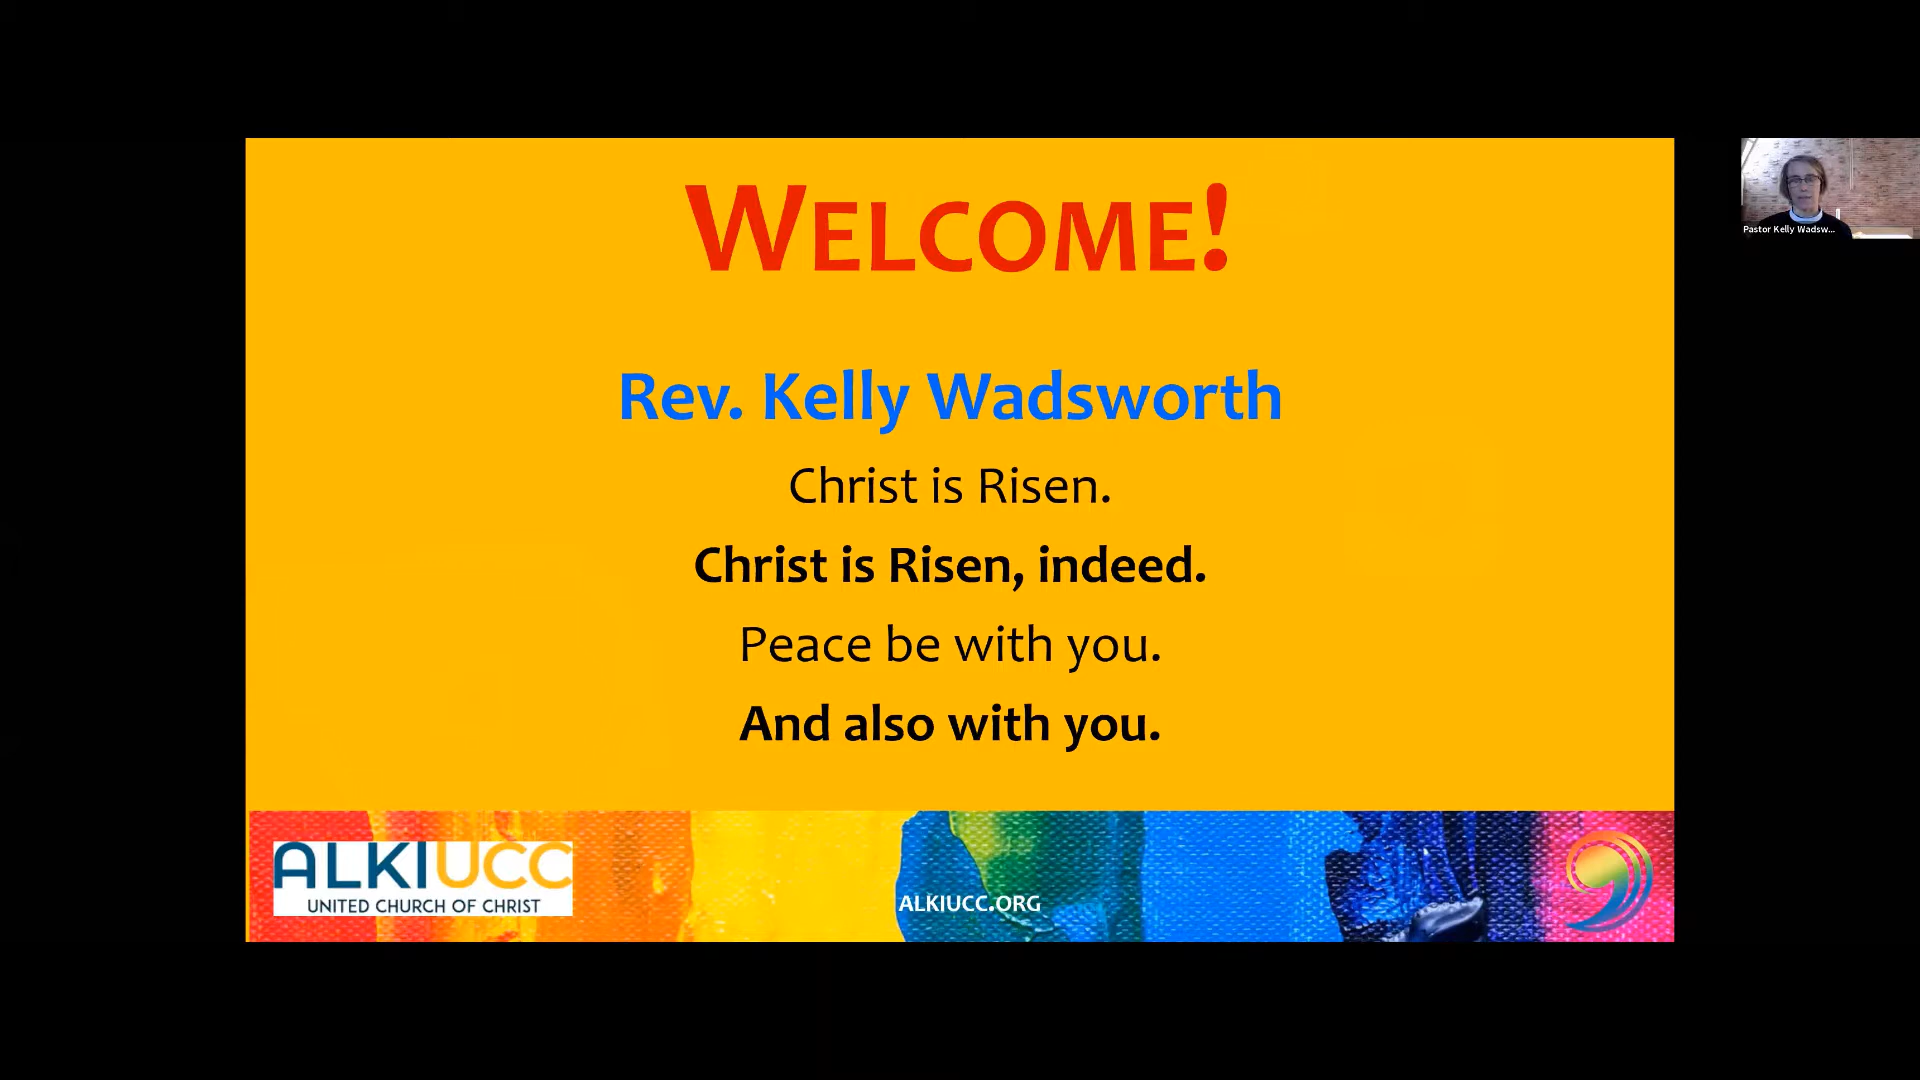 WELCOME!
Rev. Kelly Wadsworth
Christ is Risen.
Christ is Risen, indeed.
Peace be with you.
And also with you.
ALKIUCC
UNITED CHURCH OF CHRIST
ALKIUCC.ORG
Pastor Kelly Wadsw...